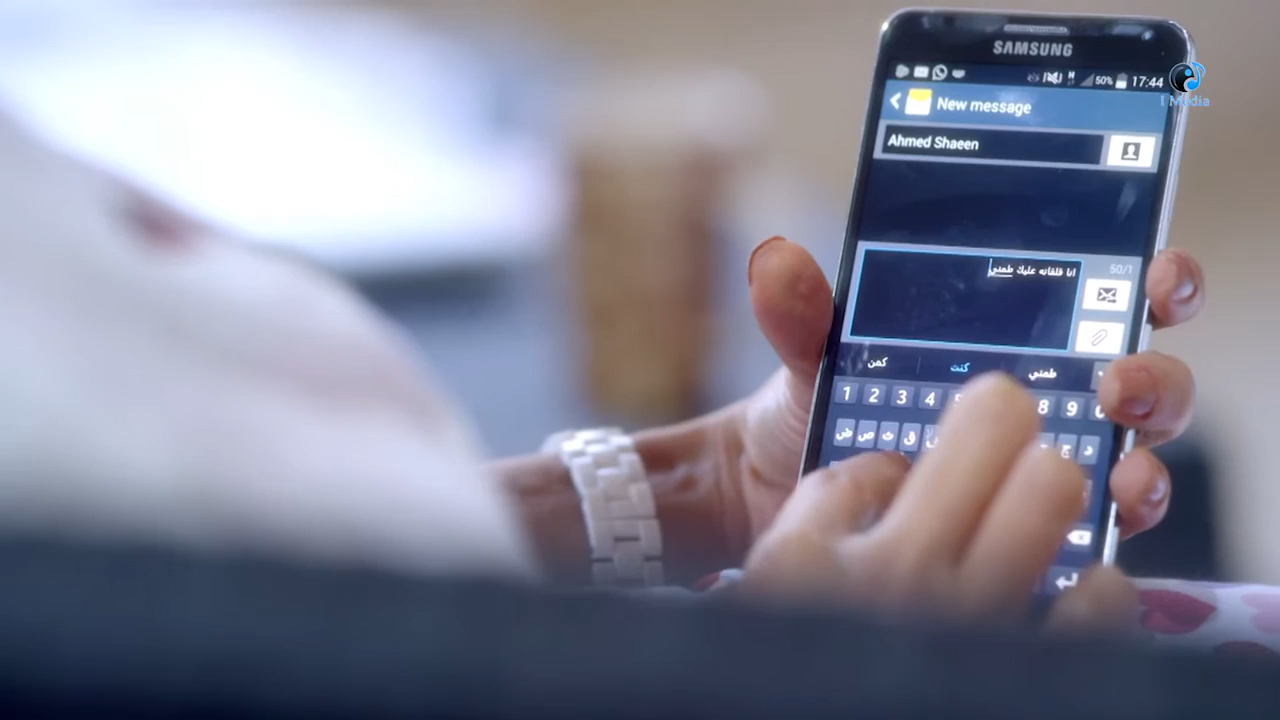 SAMSUNG
50% 17:44
I Media
New message
Ahmed Shaeen
انا قلقانه عليك طمني
50/1
كمن كنت طمني
1 2 3 4 8 9 0
ض ص ث ق ح ج د